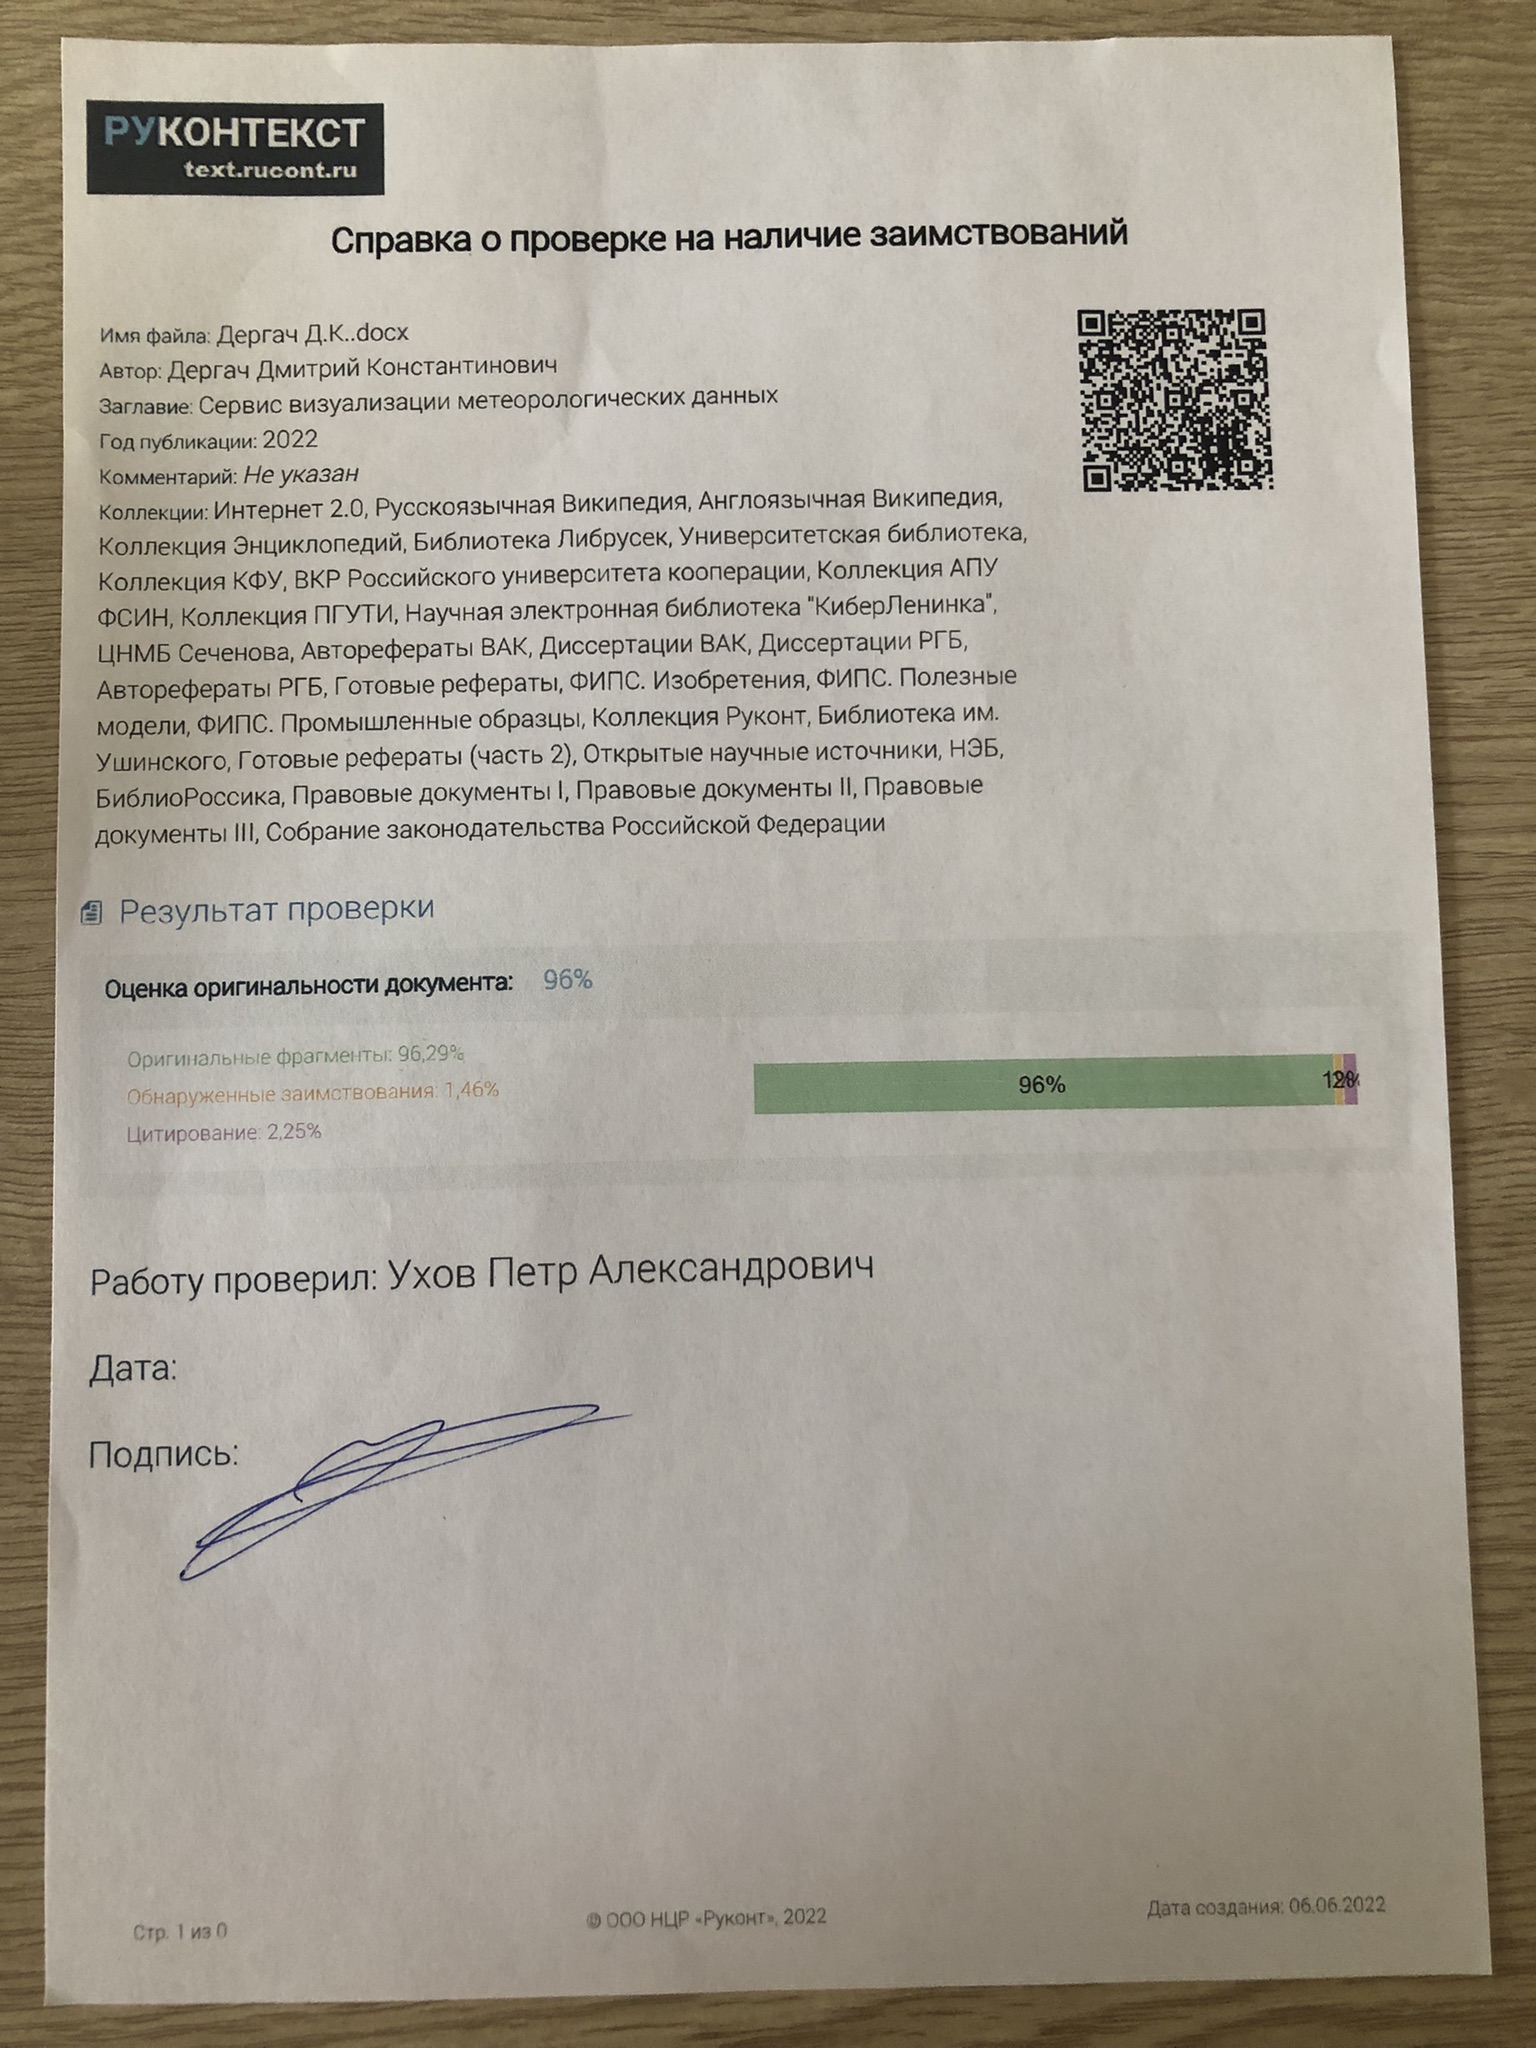 РУКОНТЕКСТ
text.rucont.ru
Справка о проверке на наличие заимствований
Имя файла: Дергач Д.К..docx
Автор: Дергач Дмитрий Константинович
Заглавие: Сервис визуализации метеорологических данных
Год публикации: 2022
Комментарий: Не указан
Коллекции: Интернет 2.0, Русскоязычная Википедия, Англоязычная Википедия,
Коллекция Энциклопедий, Библиотека Либрусек, Университетская библиотека,
Коллекция КФУ, ВКР Российского университета кооперации, Коллекция АПУ
ФСИН, Коллекция ПГУТИ, Научная электронная библиотека "КиберЛенинка",
ЦНМБ Сеченова, Авторефераты ВАК, Диссертации ВАК, Диссертации РГБ,
Авторефераты РГБ, Готовые рефераты, ФИПС. Изобретения, ФИПС. Полезные
модели, ФИПС. Промышленные образцы, Коллекция Руконт, Библиотека им.
Ушинского, Готовые рефераты (часть 2), Открытые научные источники, НЭБ,
БиблиоРоссика, Правовые документы I, Правовые документы II, Правовые
документы III, Собрание законодательства Российской Федерации
Результат проверки
Оценка оригинальности документа: 96%
Оригинальные фрагменты: 96,29%
Обнаруженные заимствования: 1,46%
Цитирование: 2,25%
96%
Работу проверил: Ухов Петр Александрович
Дата:
Подпись:
Стр. 1 из 0
© ООО НЦР «Руконт», 2022
Дата создания: 06.06.2022